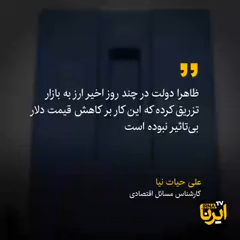 ظاهرا دولت در چند روز اخیر ارز به بازار
تزریق کرده که این کار بر کاهش قیمت دلار
بی‌تاثیر نبوده است
علی حیات نیا
کارشناس مسائل اقتصادی
ایرنا TV